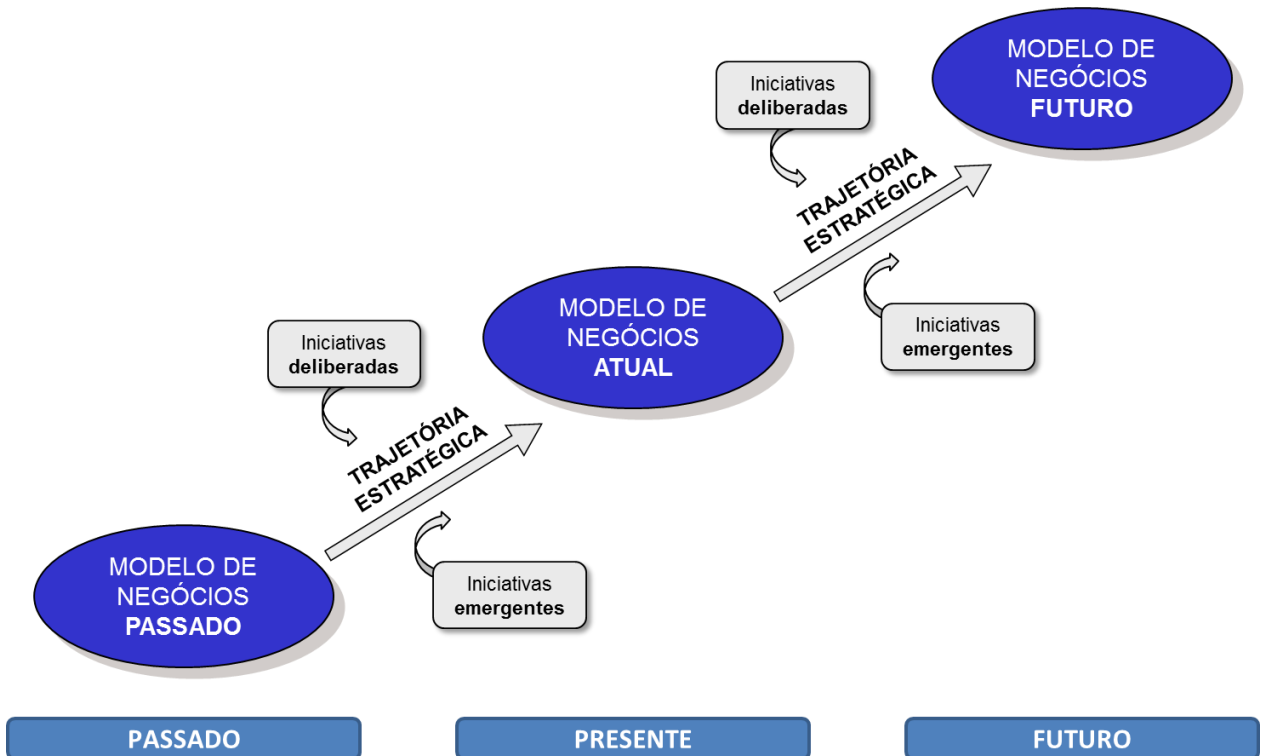 MODELO DE
NEGÓCIOS
FUTURO
Iniciativas
deliberadas
TRAJETÓRIA
ESTRATÉGICA
MODELO DE
NEGÓCIOS
ATUAL
Iniciativas
emergentes
Iniciativas
deliberadas
TRAJETÓRIA
ESTRATÉGICA
MODELO DE
NEGÓCIOS
PASSADO
Iniciativas
emergentes
PASSADO
PRESENTE
FUTURO